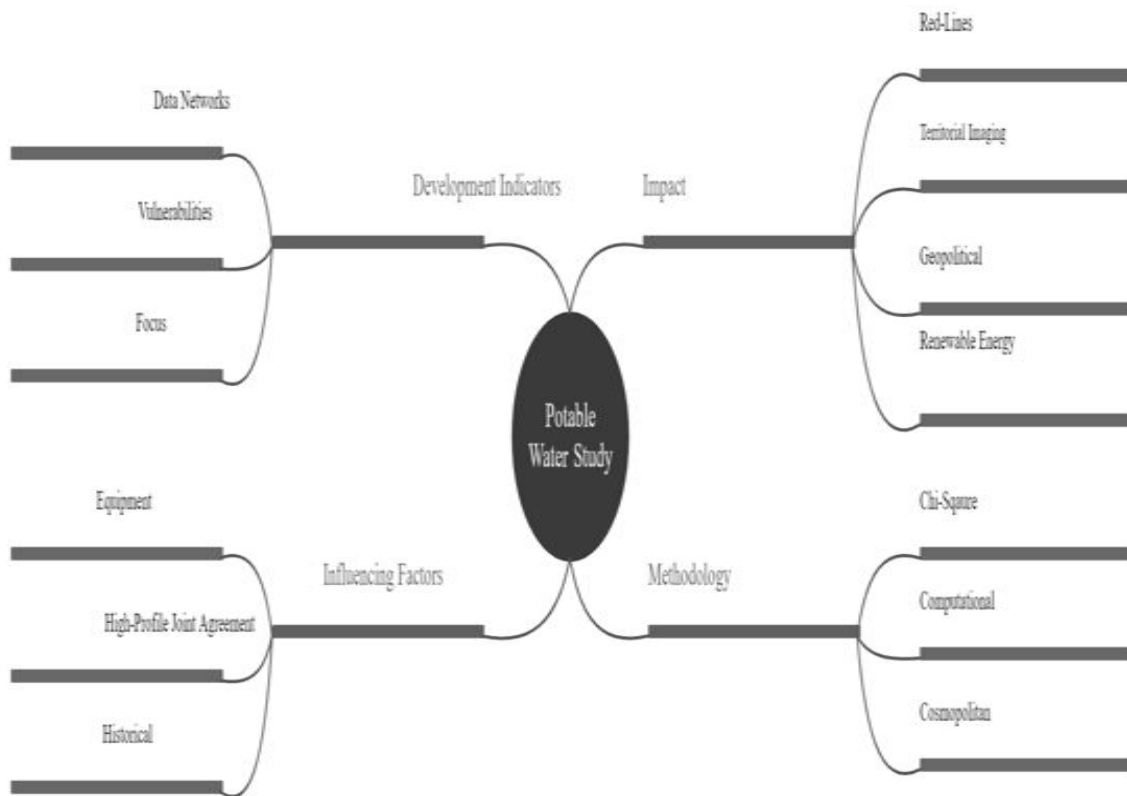 Red-Lines
Data Networks
Territorial Imaging
Development Indicators
Impact
Vulnerabilities
Geopolitical
Focus
Renewable Energy
Potable
Water Study
Equipment
Chi-Sqaure
Influencing Factors
Methodology
Computational
High-Profile Joint Agreement
Cosmopolitan
Historical